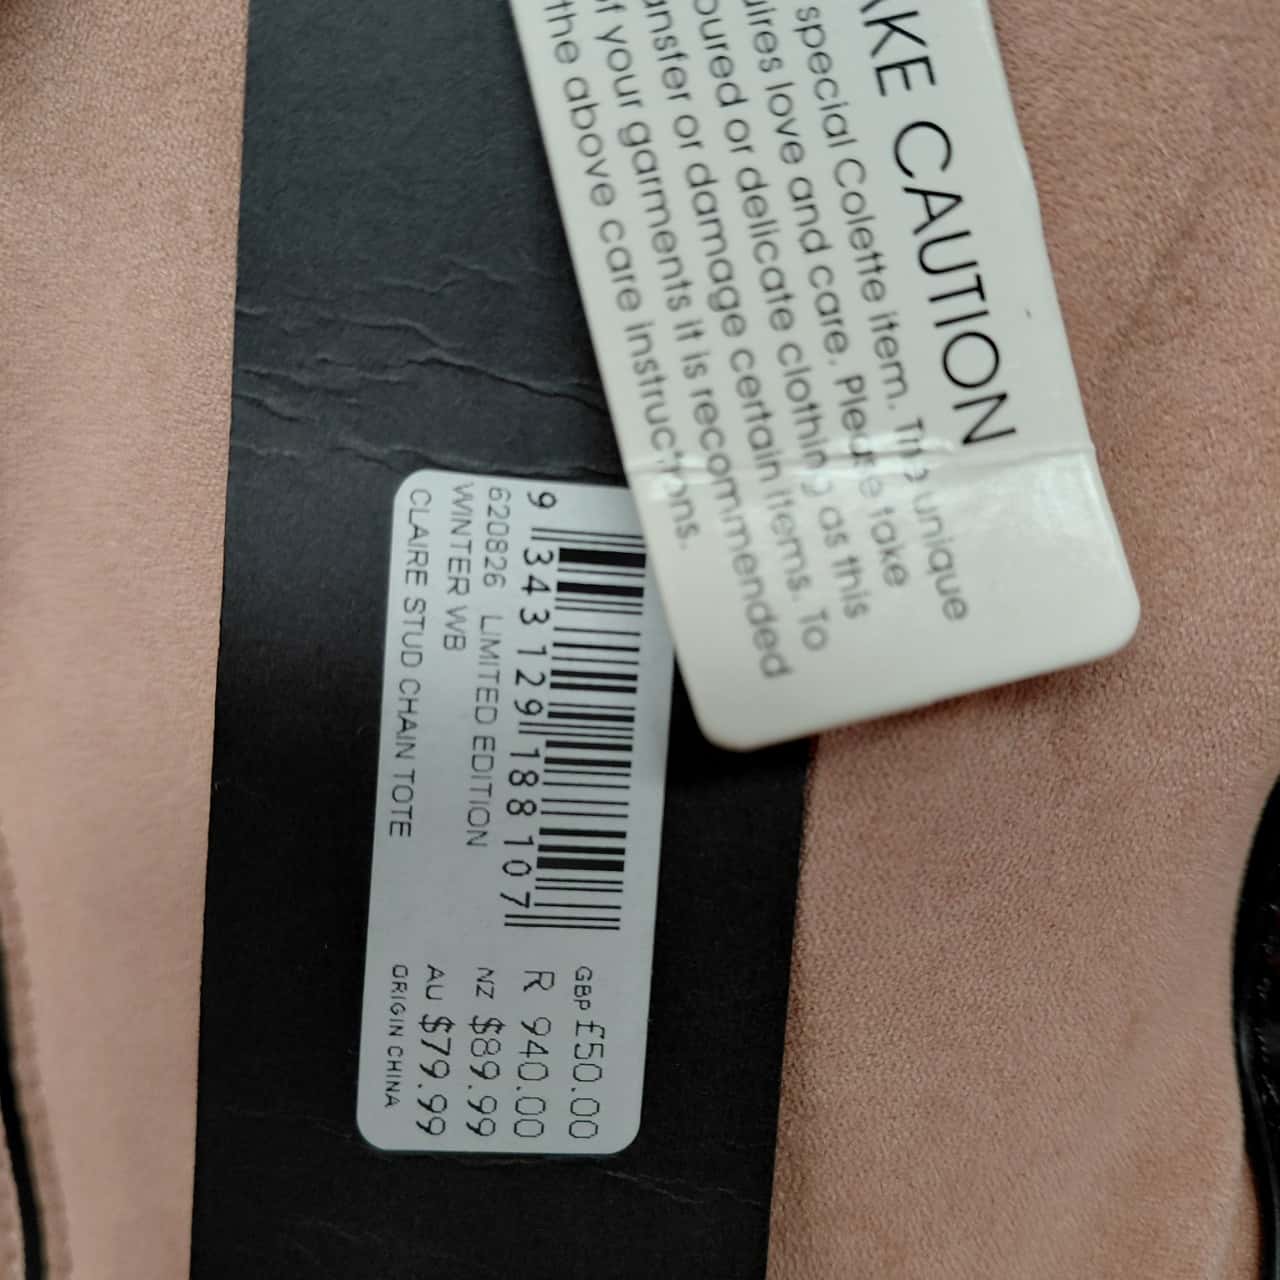 AKE CAUTION
special Colette item. The unique
ires love and care. Please take
oured or delicate clothing as this
ansfer or damage certain items. To
f your garments it is recommended
the above care instructions.
9 343129 188107
620826 LIMITED EDITION
WINTER WB
CLAIRE STUD CHAIN TOTE
GBP £50.00
R 940.00
NZ $89.99
AU $79.99
ORIGIN CHINA